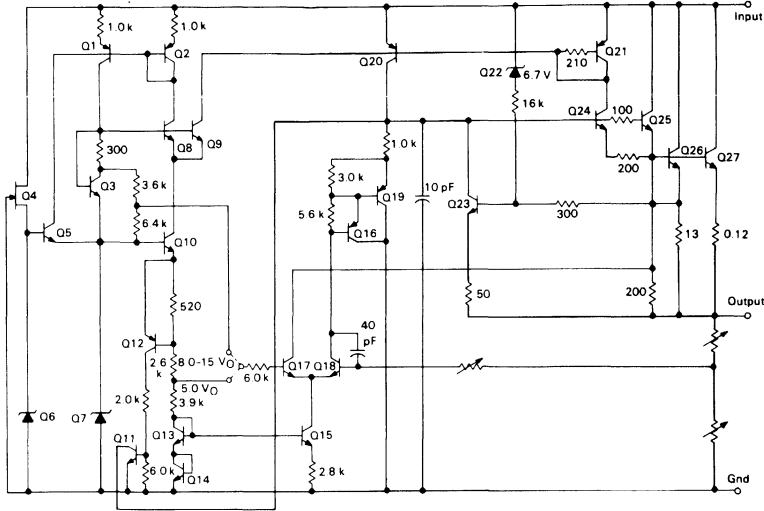 Input
1.0 k
1.0 k
Q1
Q2
Q20
Q21
210
Q22
6.7 V
16 k
Q24
100
Q25
Q8
Q9
200
Q26
Q27
300
1.0 k
Q4
Q3
3.6 k
3.0 k
Q19
10 pF
Q23
300
5.6 k
Q16
6.4 k
Q5
Q10
13
0.12
520
50
200
Output
40
pF
Q12
2.6
k
8.0-15 VO
Q17
Q18
6.0 k
5.0 VO
2.0 k
3.9 k
Q6
Q7
Q11
Q13
Q15
6.0 k
Q14
2.8 k
Gnd